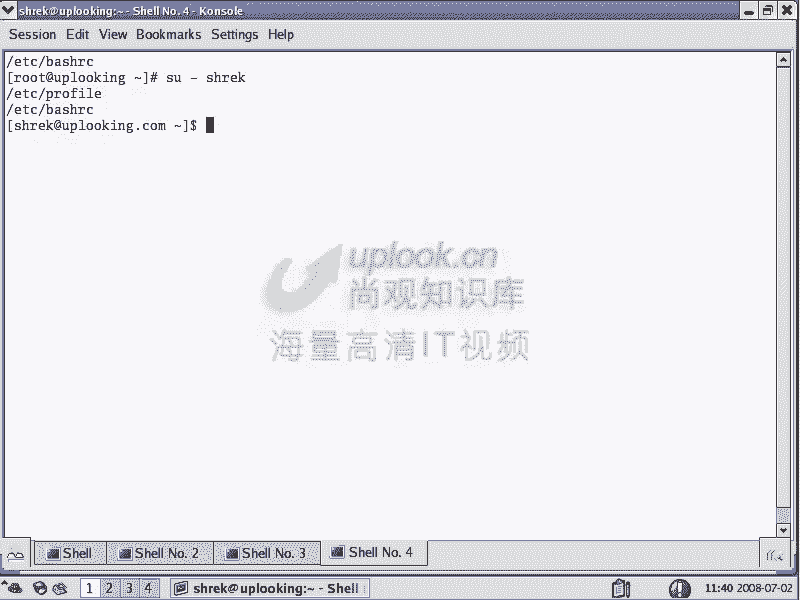 shrek@uplooking:~ - Shell No. 4 - Konsole
Session Edit View Bookmarks Settings Help
/etc/bashrc
[root@uplooking ~]# su - shrek
/etc/profile
/etc/bashrc
[shrek@uplooking.com ~]$
uplook.cn
尚观知识库
海量高清IT视频
Shell Shell No. 2 Shell No. 3 Shell No. 4
1 2 3 4 shrek@uplooking:~ - Shell 11:40 2008-07-02